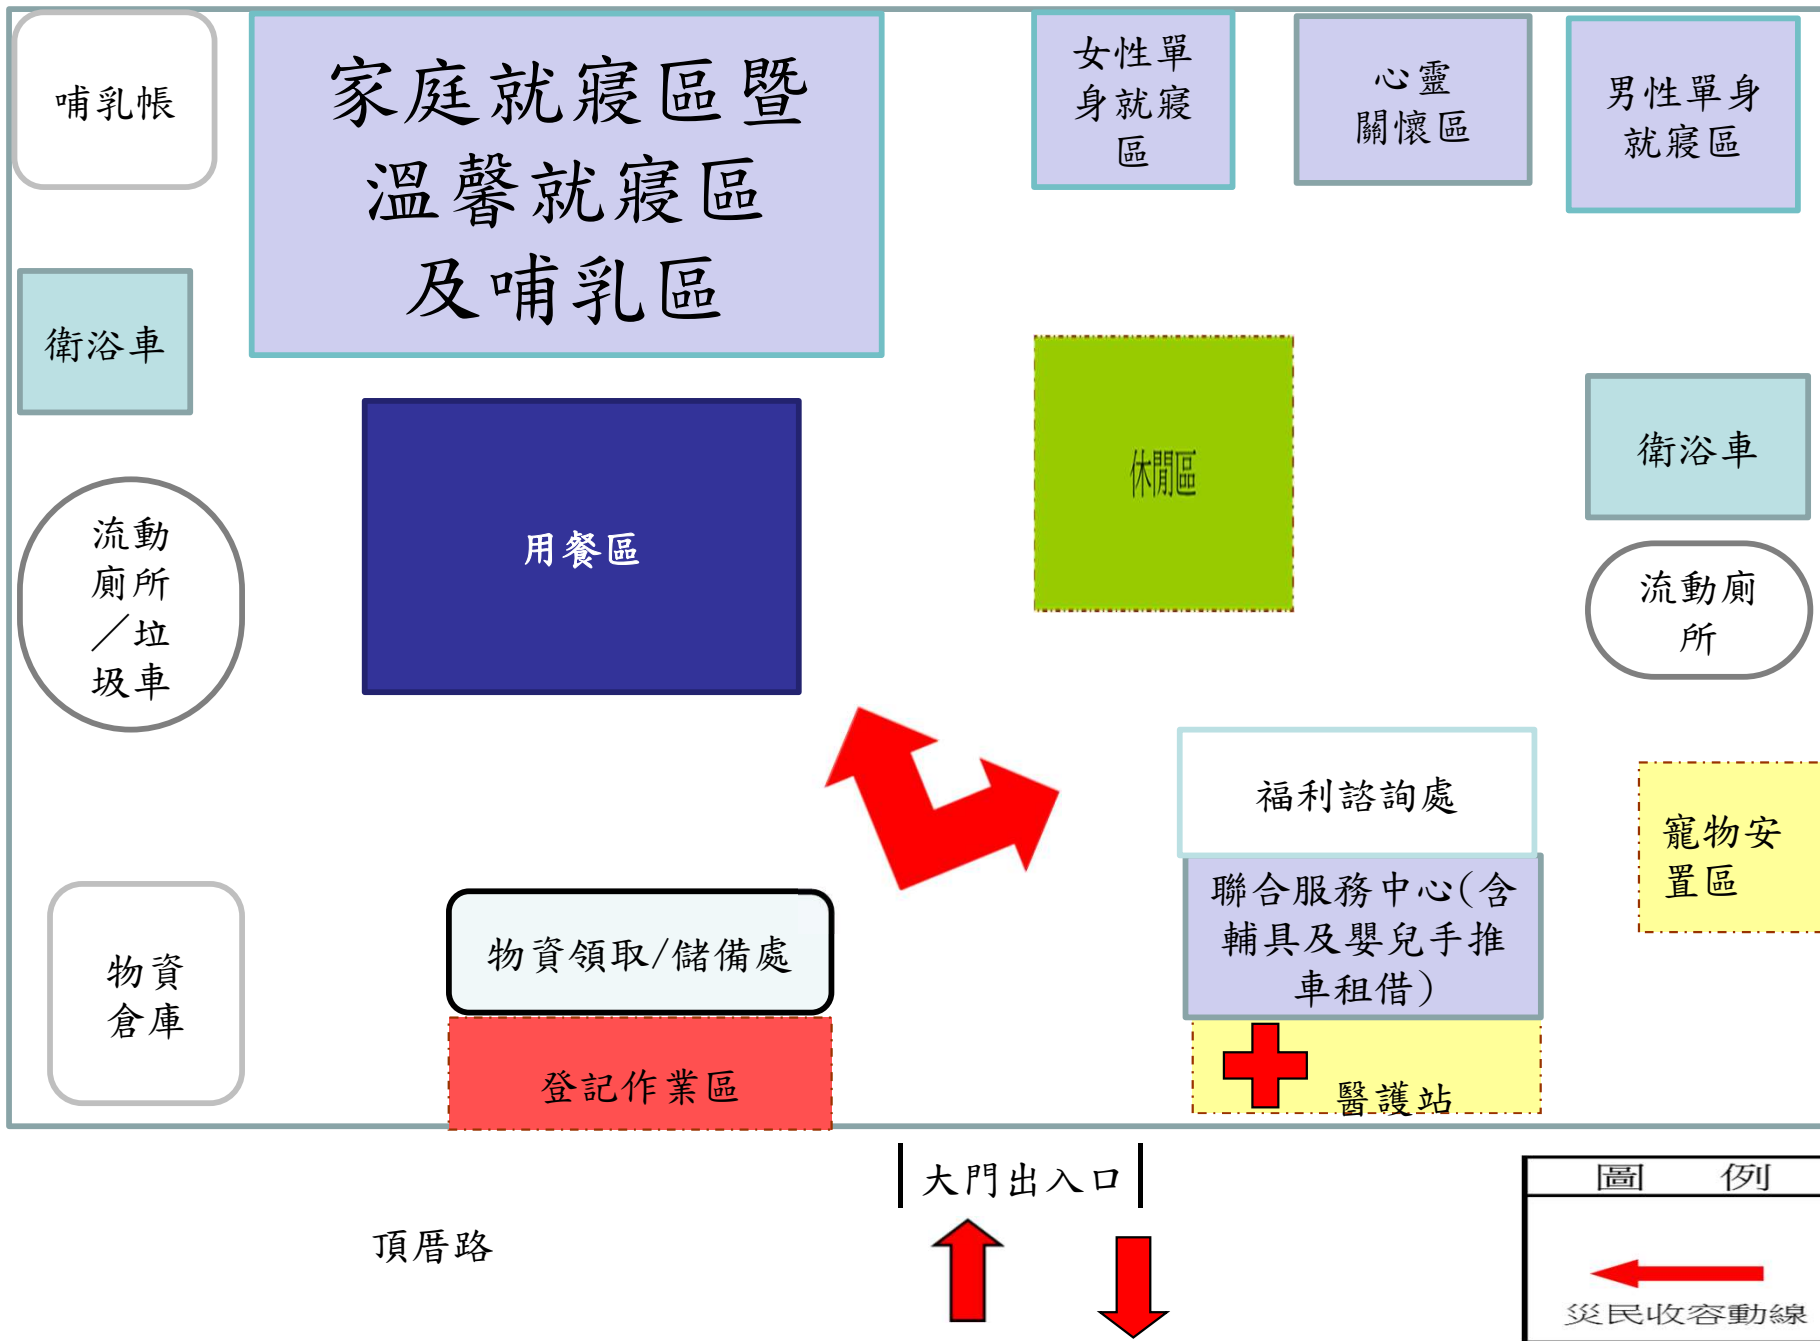 哺乳帳
家庭就寢區暨
溫馨就寢區
及哺乳區
女性單
身就寢
區
心靈
關懷區
男性單身
就寢區
衛浴車
用餐區
休閒區
衛浴車
流動
廁所
／垃
圾車
流動廁
所
福利諮詢處
寵物安
置區
聯合服務中心(含
輔具及嬰兒手推
車租借)
物資
倉庫
物資領取/儲備處
登記作業區
醫護站
大門出入口
頂厝路
圖 例
災民收容動線